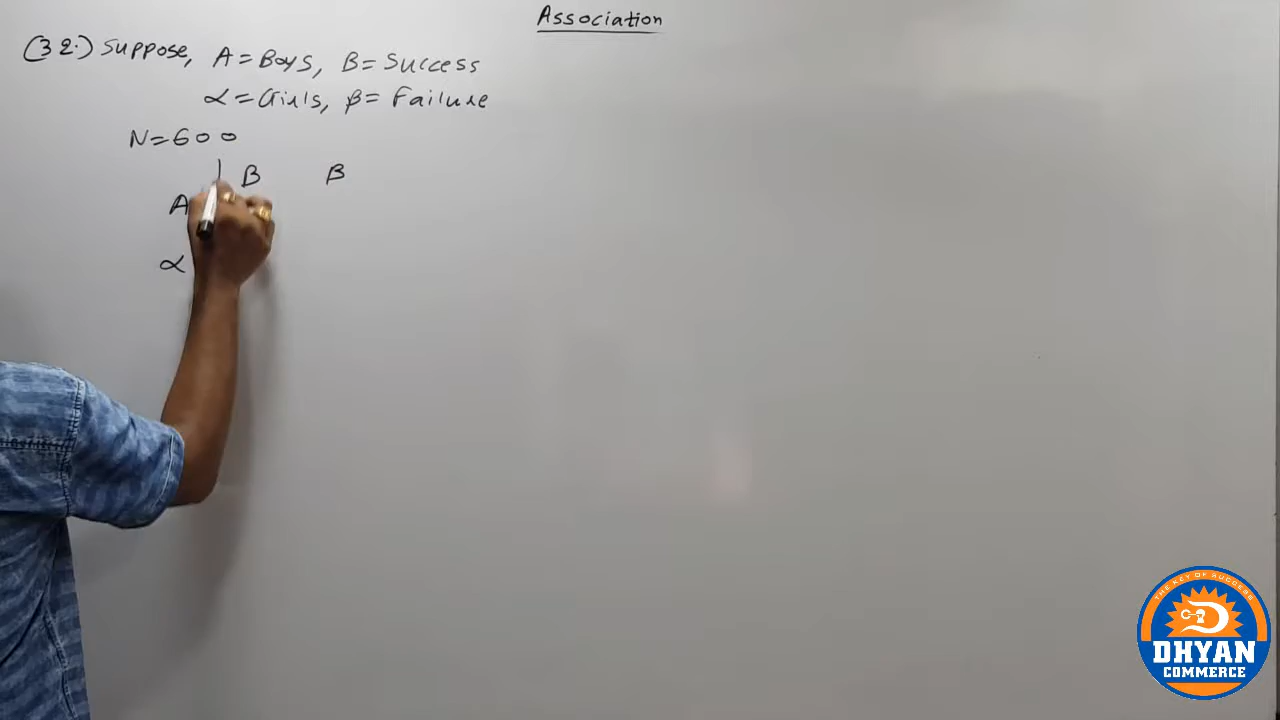 Association
(32.) Suppose, A = Boys, B = Success
α = Girls, β = Failure
N = 600
B β
A
α
THE KEY OF SUCCESS
DHYAN
COMMERCE